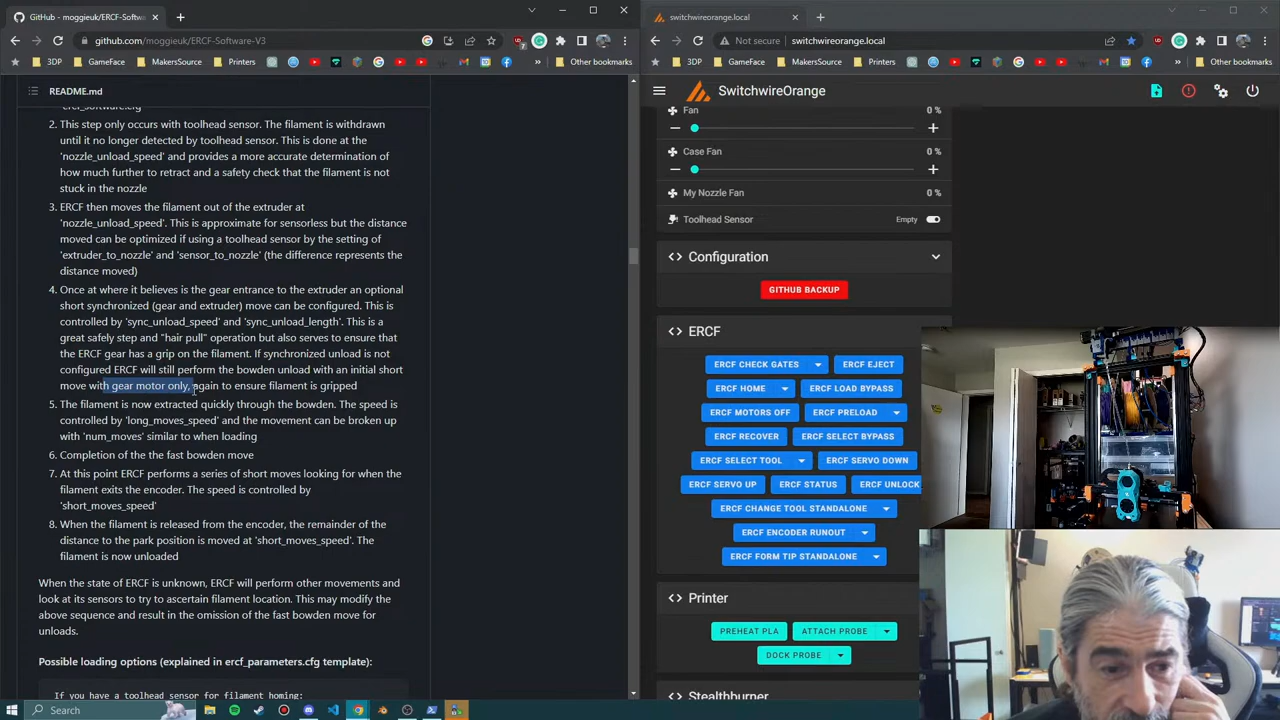 GitHub - moggieuk/ERCF-Softw
switchwireorange.local
github.com/moggieuk/ERCF-Software-V3
Not secure
switchwireorange.local
3DP
GameFace
MakersSource
Printers
Other bookmarks
3DP
GameFace
MakersSource
Printers
Other bookmarks
README.md
SwitchwireOrange
2. This step only occurs with toolhead sensor. The filament is withdrawn
until it no longer detected by toolhead sensor. This is done at the
'nozzle_unload_speed' and provides a more accurate determination of
how much further to retract and a safety check that the filament is not
stuck in the nozzle
3. ERCF then moves the filament out of the extruder at
'nozzle_unload_speed'. This is approximate for sensorless but the distance
moved can be optimized if using a toolhead sensor by the setting of
'extruder_to_nozzle' and 'sensor_to_nozzle' (the difference represents the
distance moved)
4. Once at where it believes is the gear entrance to the extruder an optional
short synchronized (gear and extruder) move can be configured. This is
controlled by 'sync_unload_speed' and 'sync_unload_length'. This is a
great safely step and "hair pull" operation but also serves to ensure that
the ERCF gear has a grip on the filament. If synchronized unload is not
configured ERCF will still perform the bowden unload with an initial short
move with gear motor only, again to ensure filament is gripped
5. The filament is now extracted quickly through the bowden. The speed is
controlled by 'long_moves_speed' and the movement can be broken up
with 'num_moves' similar to when loading
6. Completion of the the fast bowden move
7. At this point ERCF performs a series of short moves looking for when the
filament exits the encoder. The speed is controlled by
'short_moves_speed'
8. When the filament is released from the encoder, the remainder of the
distance to the park position is moved at 'short_moves_speed'. The
filament is now unloaded
When the state of ERCF is unknown, ERCF will perform other movements and
look at its sensors to try to ascertain filament location. This may modify the
above sequence and result in the omission of the fast bowden move for
unloads.
Possible loading options (explained in ercf_parameters.cfg template):
If you have a toolhead sensor for filament homing:
Fan
0 %
Case Fan
0 %
My Nozzle Fan
0 %
Toolhead Sensor
Empty
Configuration
GITHUB BACKUP
ERCF
ERCF CHECK GATES
ERCF EJECT
ERCF HOME
ERCF LOAD BYPASS
ERCF MOTORS OFF
ERCF PRELOAD
ERCF RECOVER
ERCF SELECT BYPASS
ERCF SELECT TOOL
ERCF SERVO DOWN
ERCF SERVO UP
ERCF STATUS
ERCF UNLOCK
ERCF CHANGE TOOL STANDALONE
ERCF ENCODER RUNOUT
ERCF FORM TIP STANDALONE
Printer
PREHEAT PLA
ATTACH PROBE
DOCK PROBE
Stealthburner
Search